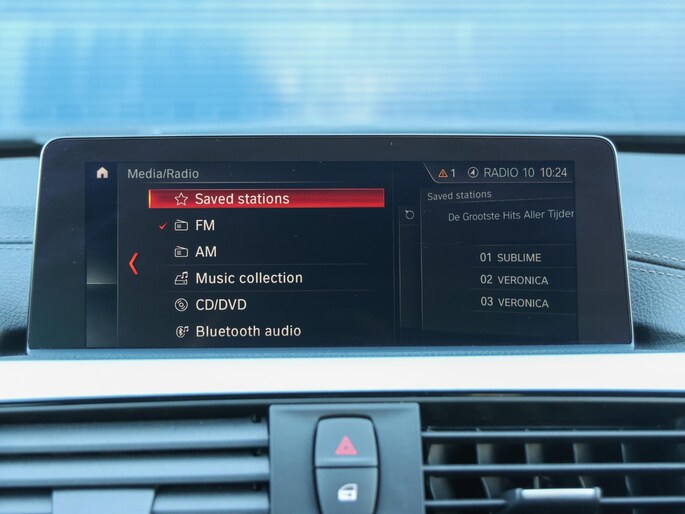 Media/Radio
1 RADIO 10 10:24
Saved stations
FM
AM
Music collection
CD/DVD
Bluetooth audio
Saved stations
De Grootste Hits Aller Tijden
01 SUBLIME
02 VERONICA
03 VERONICA